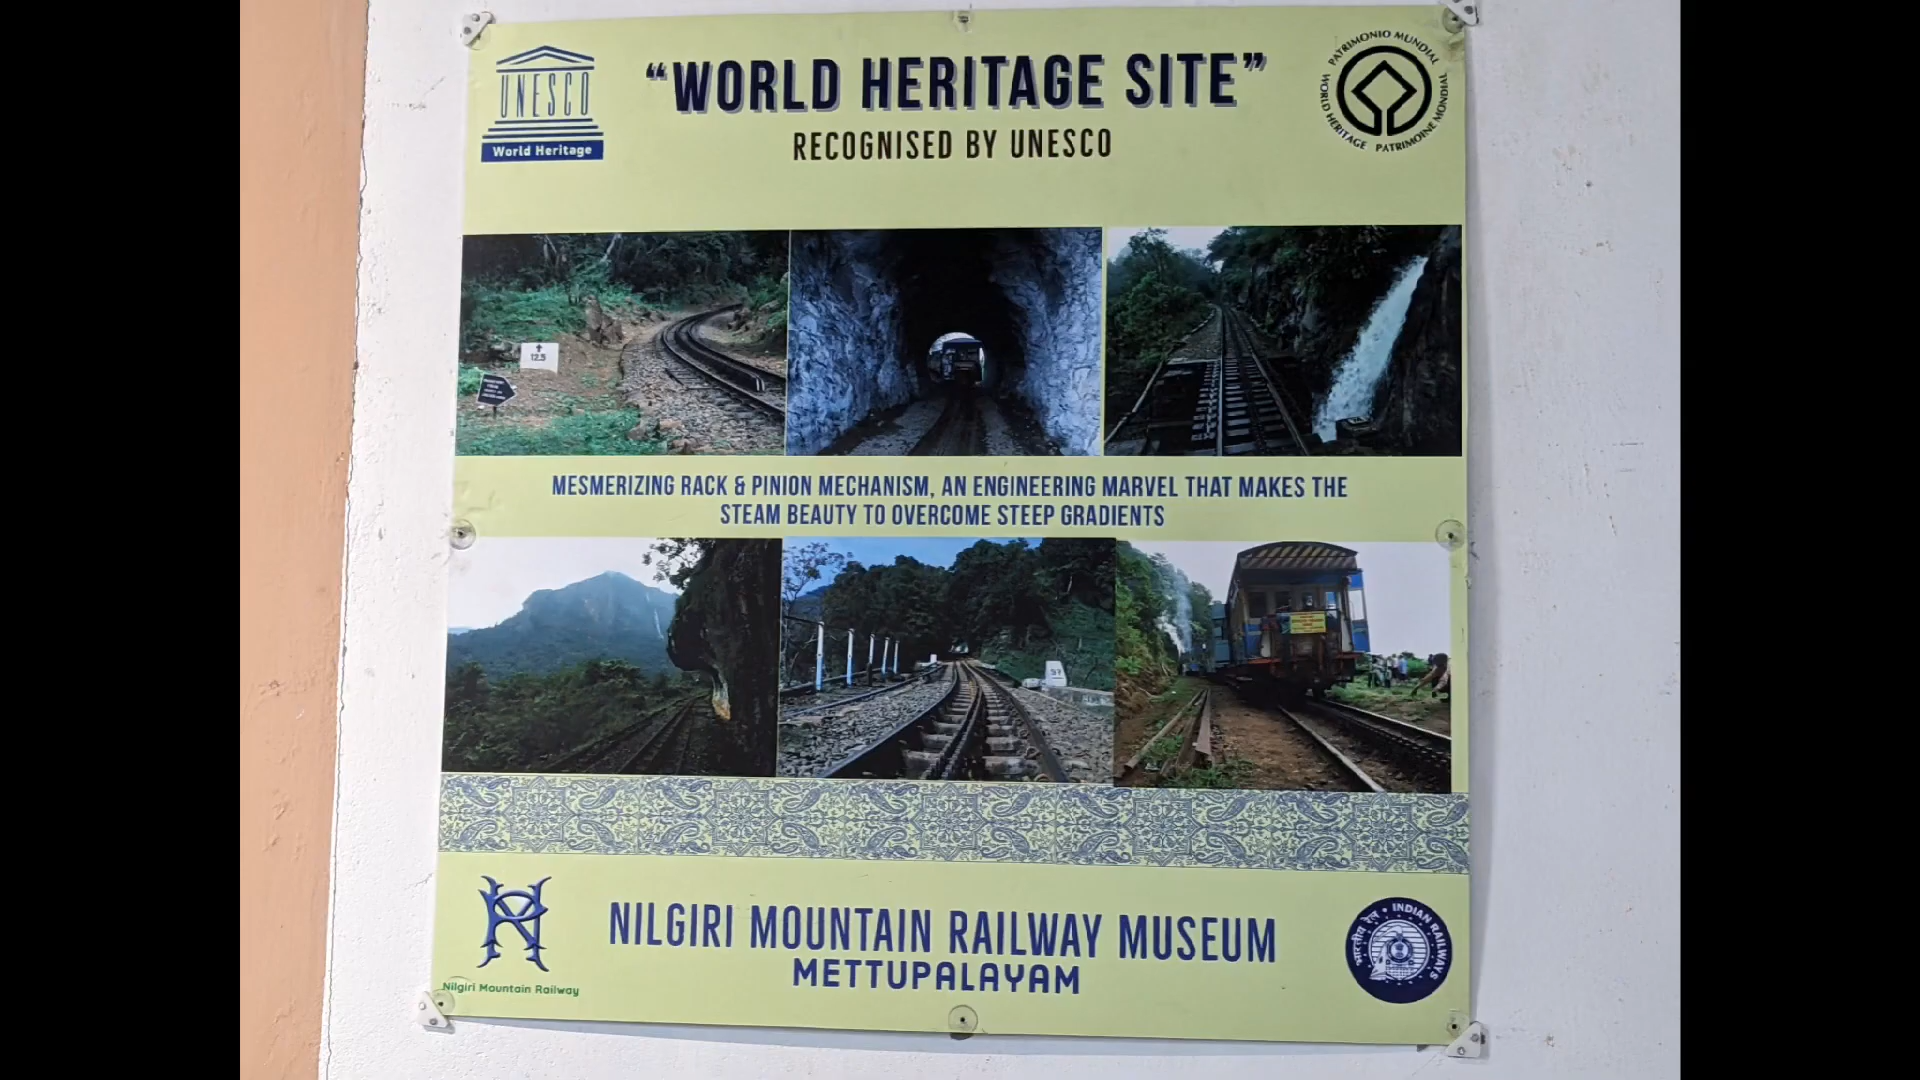 UNESCO
World Heritage
“WORLD HERITAGE SITE”
RECOGNISED BY UNESCO
PATRIMONIO MUNDIAL
WORLD HERITAGE
PATRIMOINE MONDIAL
12.5
MESMERIZING RACK & PINION MECHANISM, AN ENGINEERING MARVEL THAT MAKES THE
STEAM BEAUTY TO OVERCOME STEEP GRADIENTS
Nilgiri Mountain Railway
NILGIRI MOUNTAIN RAILWAY MUSEUM
METTUPALAYAM
भारतीय रेल
INDIAN RAILWAYS